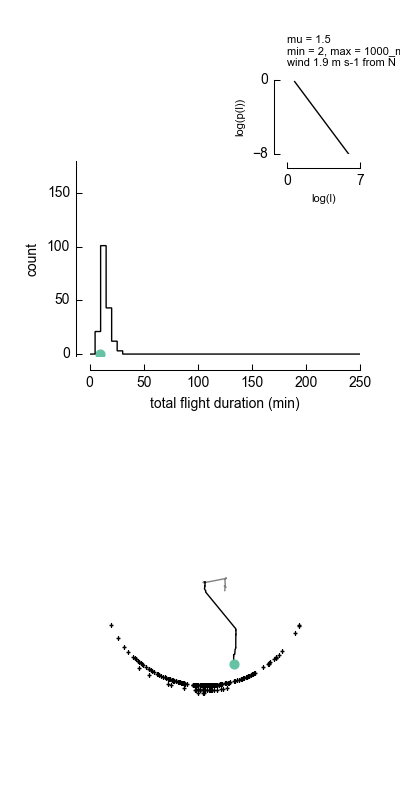 mu = 1.5
min = 2, max = 1000_m
wind 1.9 m s-1 from N
0
log(p(l))
−8
0 7
log(l)
150
100
count
50
0
0 50 100 150 200 250
total flight duration (min)